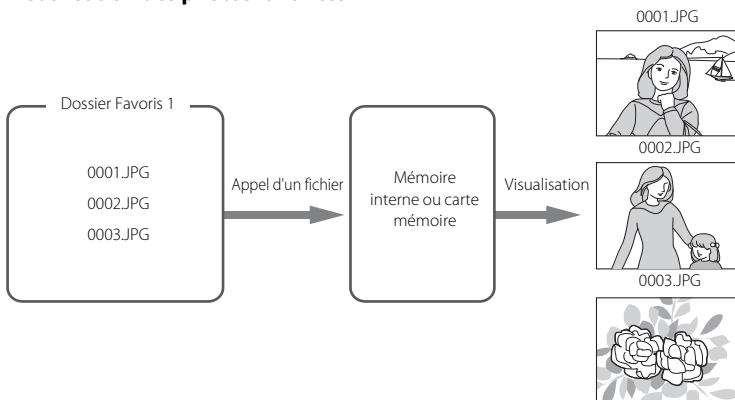 0001.JPG
Dossier Favoris 1
0001.JPG
0002.JPG
0003.JPG
Appel d'un fichier
Mémoire
interne ou carte
mémoire
Visualisation
0002.JPG
0003.JPG